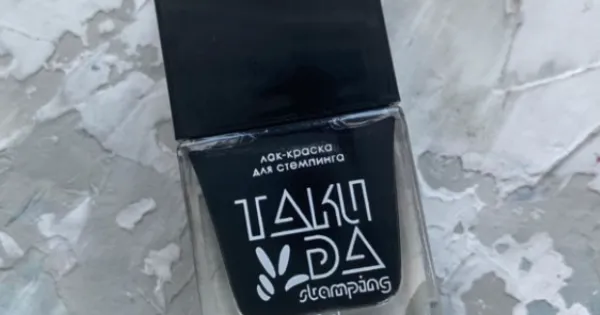 лак-краска
для стемпинга
TAKI
DA
stamping